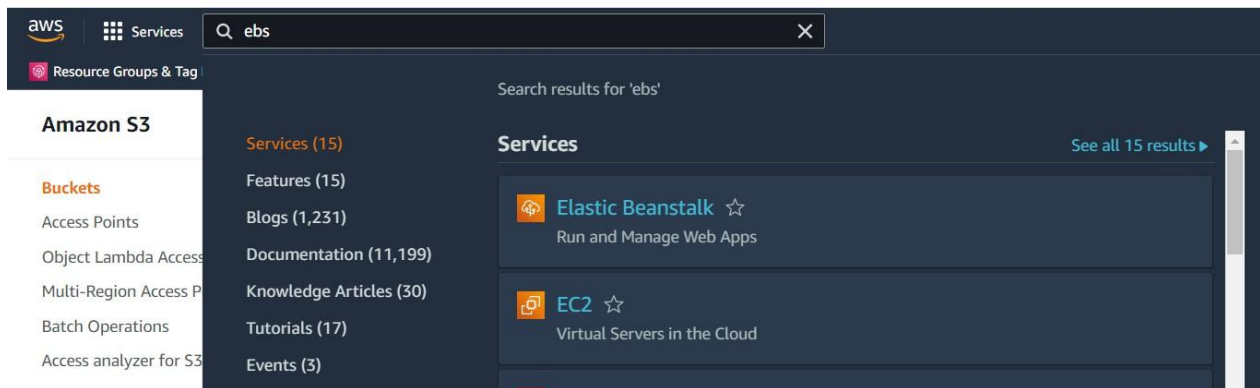 aws
Services
ebs
Resource Groups & Tag
Search results for 'ebs'
Amazon S3
Buckets
Access Points
Object Lambda Access
Multi-Region Access P
Batch Operations
Access analyzer for S3
Services (15)
Features (15)
Blogs (1,231)
Documentation (11,199)
Knowledge Articles (30)
Tutorials (17)
Events (3)
Services
See all 15 results
Elastic Beanstalk
Run and Manage Web Apps
EC2
Virtual Servers in the Cloud